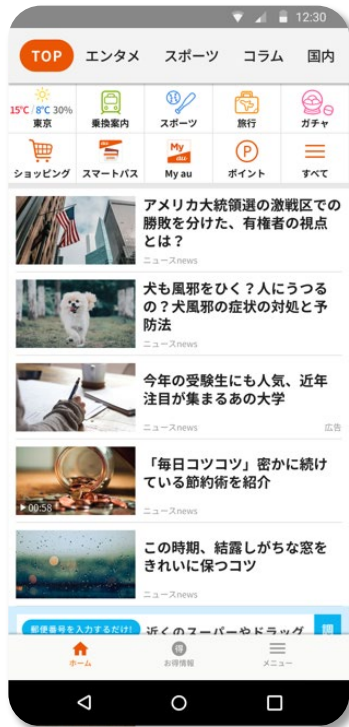 12:30
TOP エンタメ スポーツ コラム 国内
15℃/8℃ 30%
東京 乗換案内 スポーツ 旅行 ガチャ
au
My
au
P
ショッピング スマートパス My au ポイント すべて
アメリカ大統領選の激戦区での
勝敗を分けた、有権者の視点
とは？
ニュースnews
犬も風邪をひく？人にうつる
の？犬風邪の症状の対処と予
防法
ニュースnews
今年の受験生にも人気、近年
注目が集まるあの大学
ニュースnews 広告
「毎日コツコツ」密かに続け
ている節約術を紹介
00:58
ニュースnews
この時期、結露しがちな窓を
きれいに保つコツ
ニュースnews
郵便番号を入力するだけ! 近くのスーパーやドラッグ
得
ホーム お得情報 メニュー